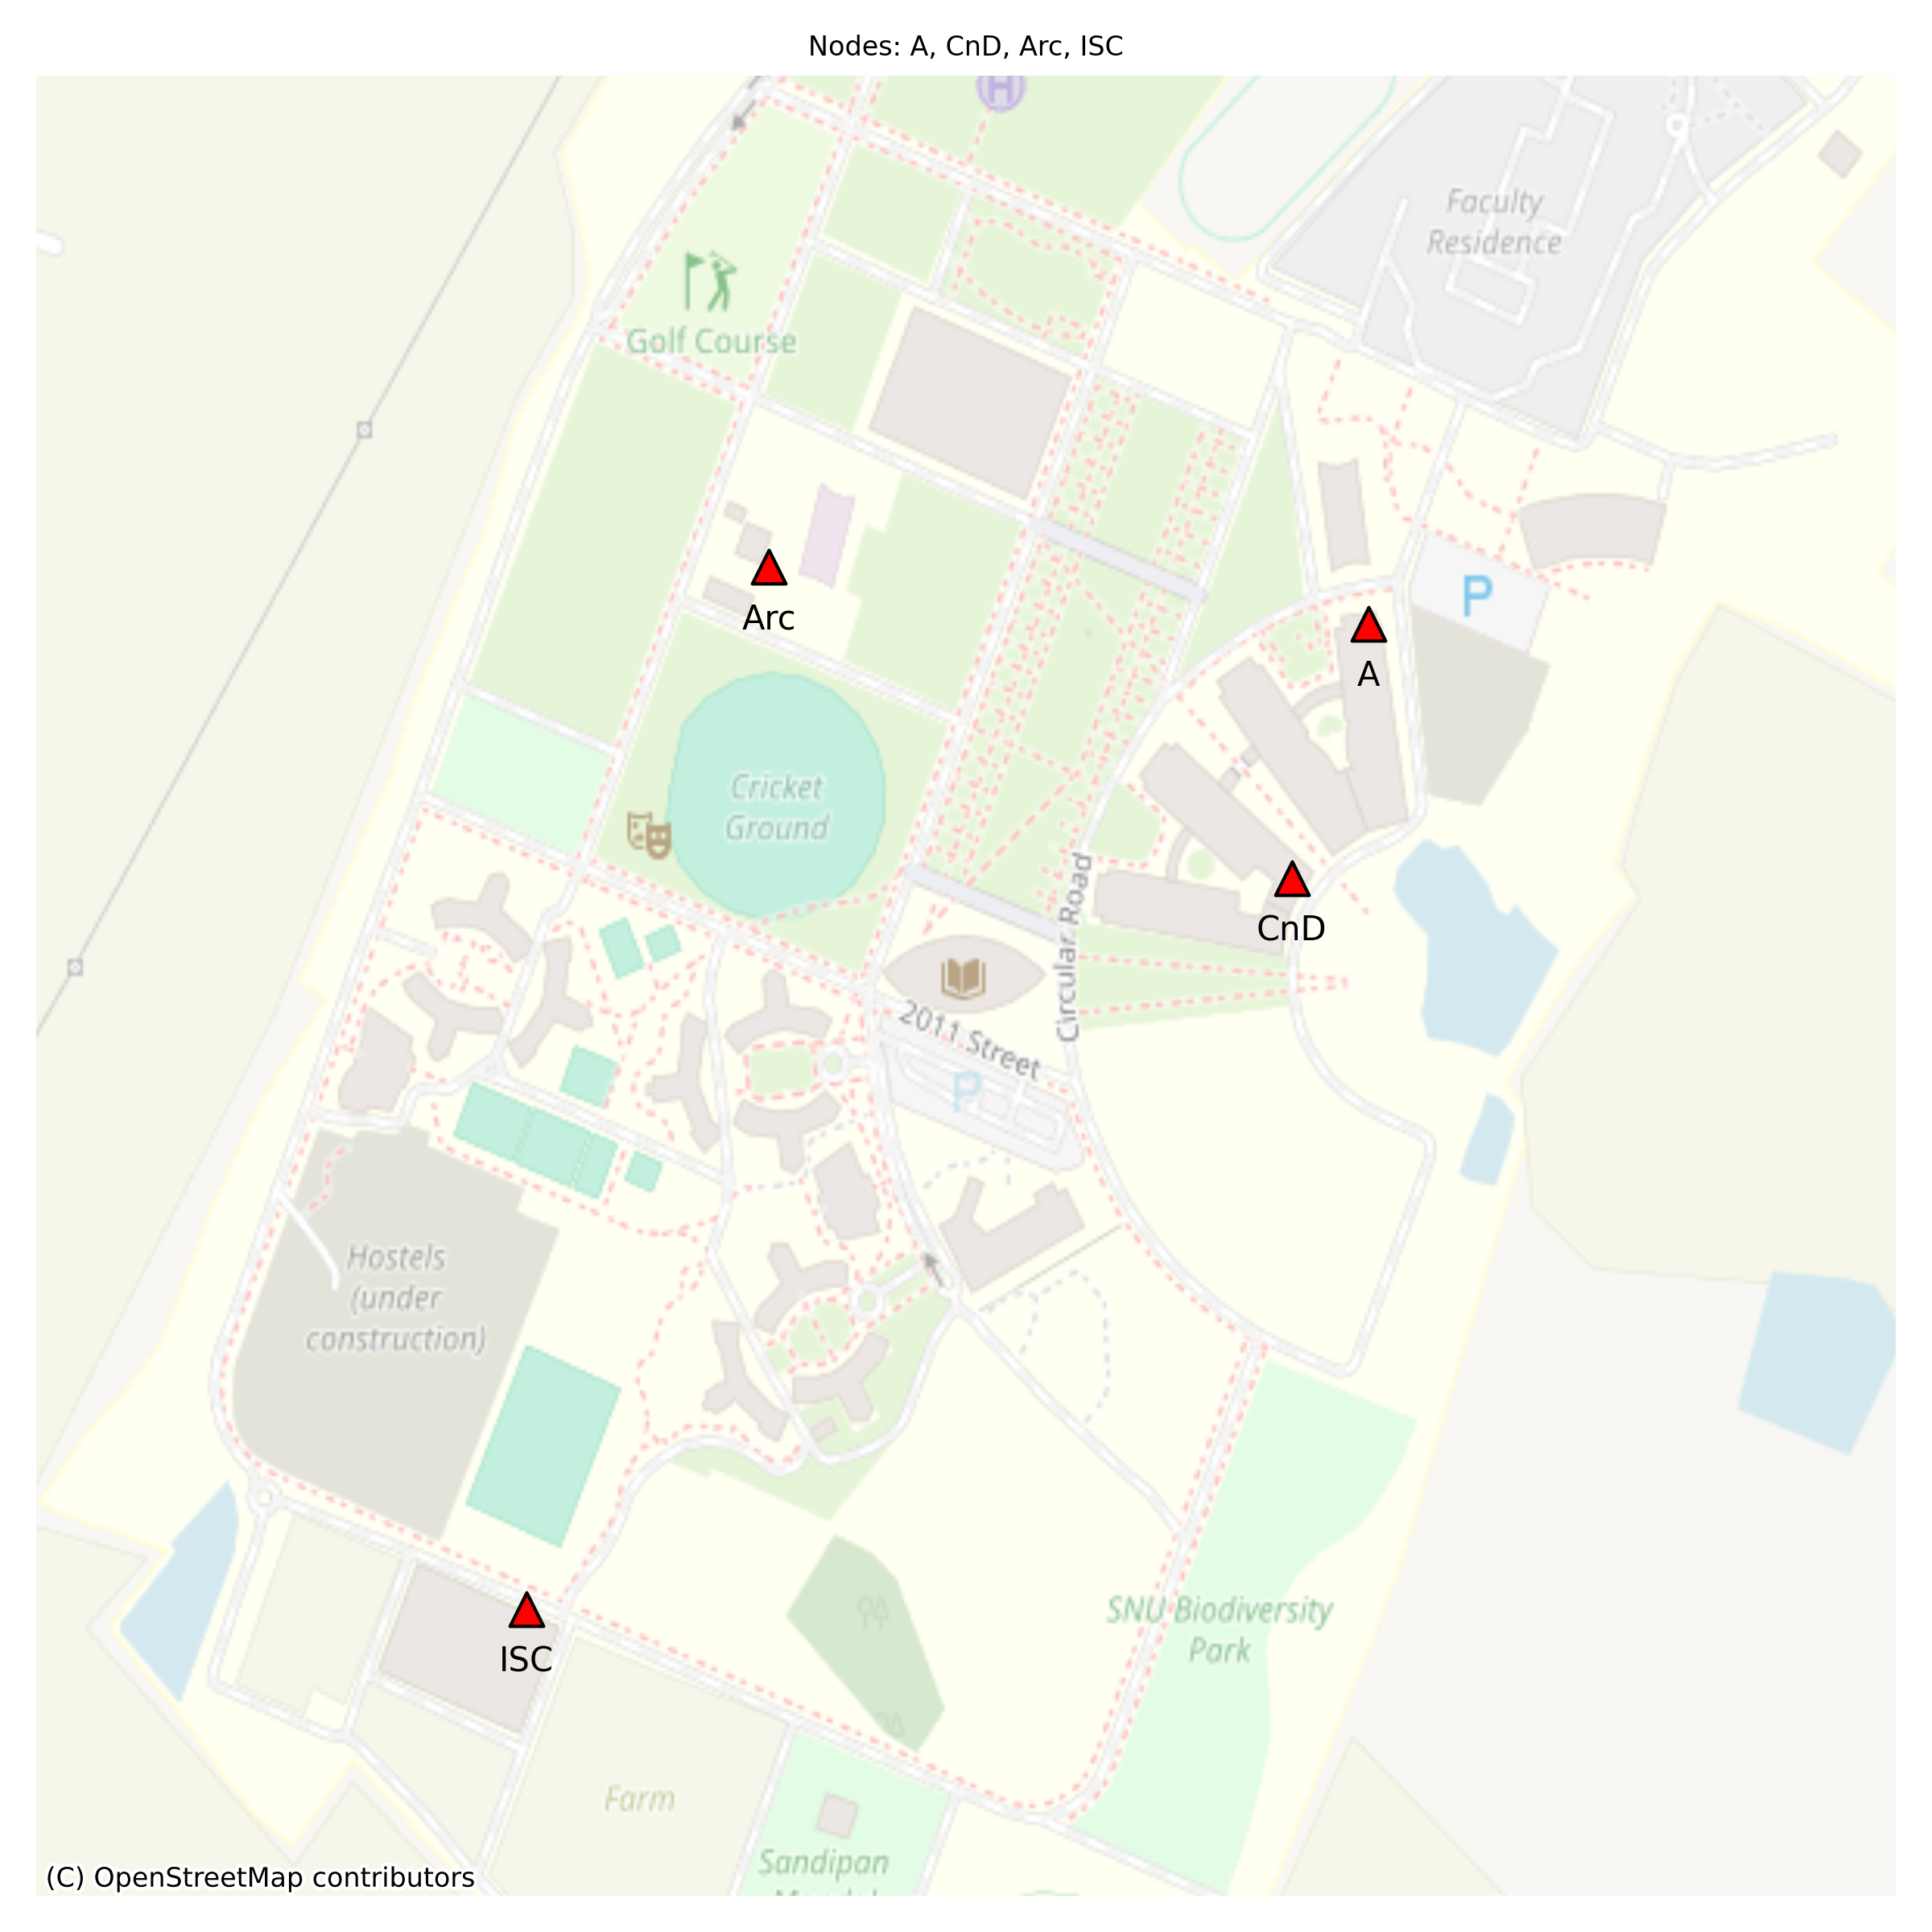 Nodes: A, CnD, Arc, ISC
H
Faculty
Residence
Golf Course
Arc
P
A
Cricket
Ground
CnD
Circular Road
2011 Street
P
Hostels
(under
construction)
SNU Biodiversity
Park
ISC
Farm
Sandipan
(C) OpenStreetMap contributors